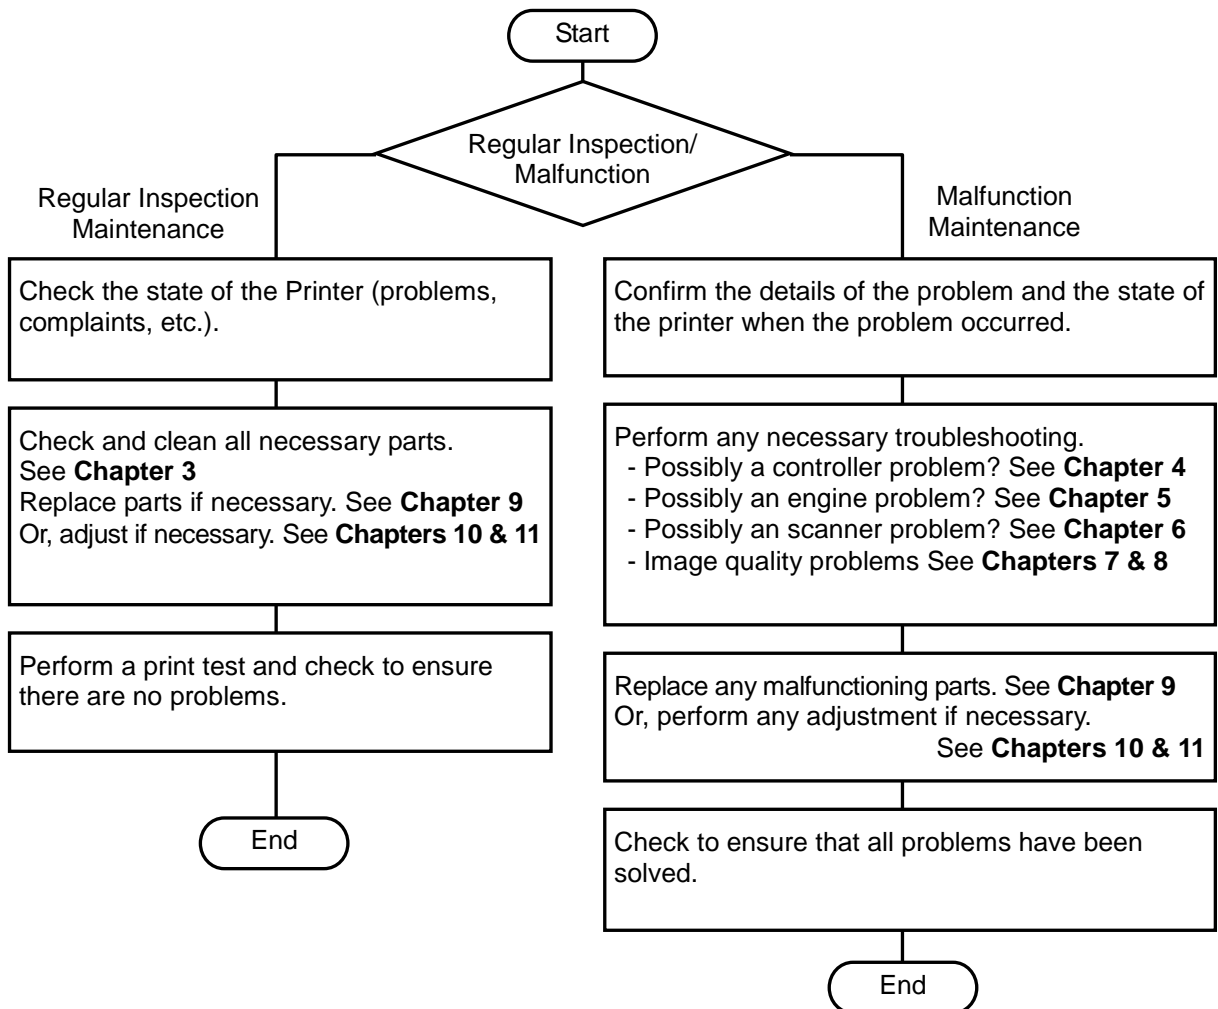 Start
Regular Inspection/
Malfunction
Regular Inspection
Maintenance
Malfunction
Maintenance
Check the state of the Printer (problems,
complaints, etc.).
Check and clean all necessary parts.
See Chapter 3
Replace parts if necessary. See Chapter 9
Or, adjust if necessary. See Chapters 10 & 11
Perform a print test and check to ensure
there are no problems.
End
Confirm the details of the problem and the state of
the printer when the problem occurred.
Perform any necessary troubleshooting.
- Possibly a controller problem? See Chapter 4
- Possibly an engine problem? See Chapter 5
- Possibly an scanner problem? See Chapter 6
- Image quality problems See Chapters 7 & 8
Replace any malfunctioning parts. See Chapter 9
Or, perform any adjustment if necessary.
See Chapters 10 & 11
Check to ensure that all problems have been
solved.
End